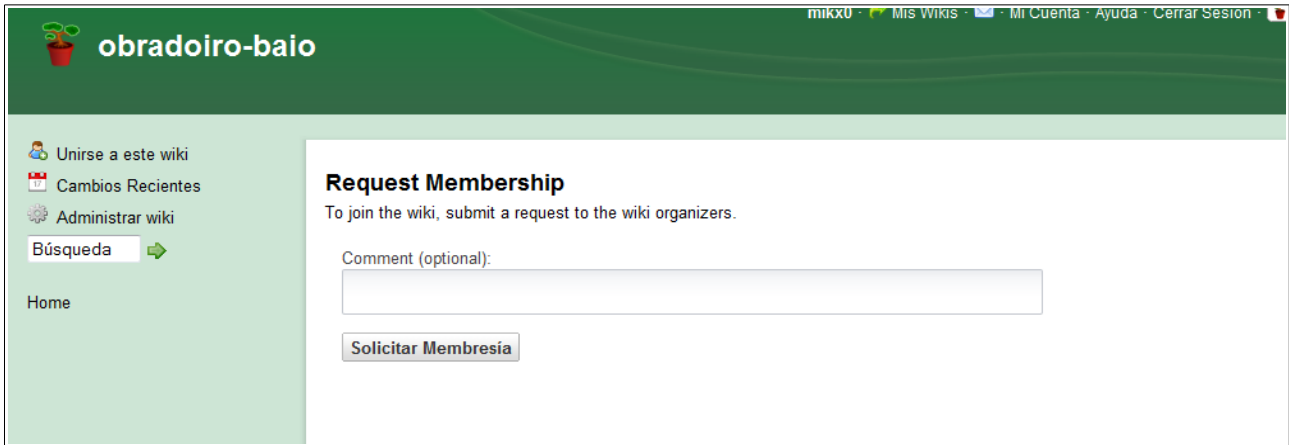 mikx0 · Mis Wikis · Mi Cuenta · Ayuda · Cerrar Sesión ·
obradoiro-baio
Unirse a este wiki
17
Cambios Recientes
Administrar wiki
Búsqueda
Home
Request Membership
To join the wiki, submit a request to the wiki organizers.
Comment (optional):
Solicitar Membresía